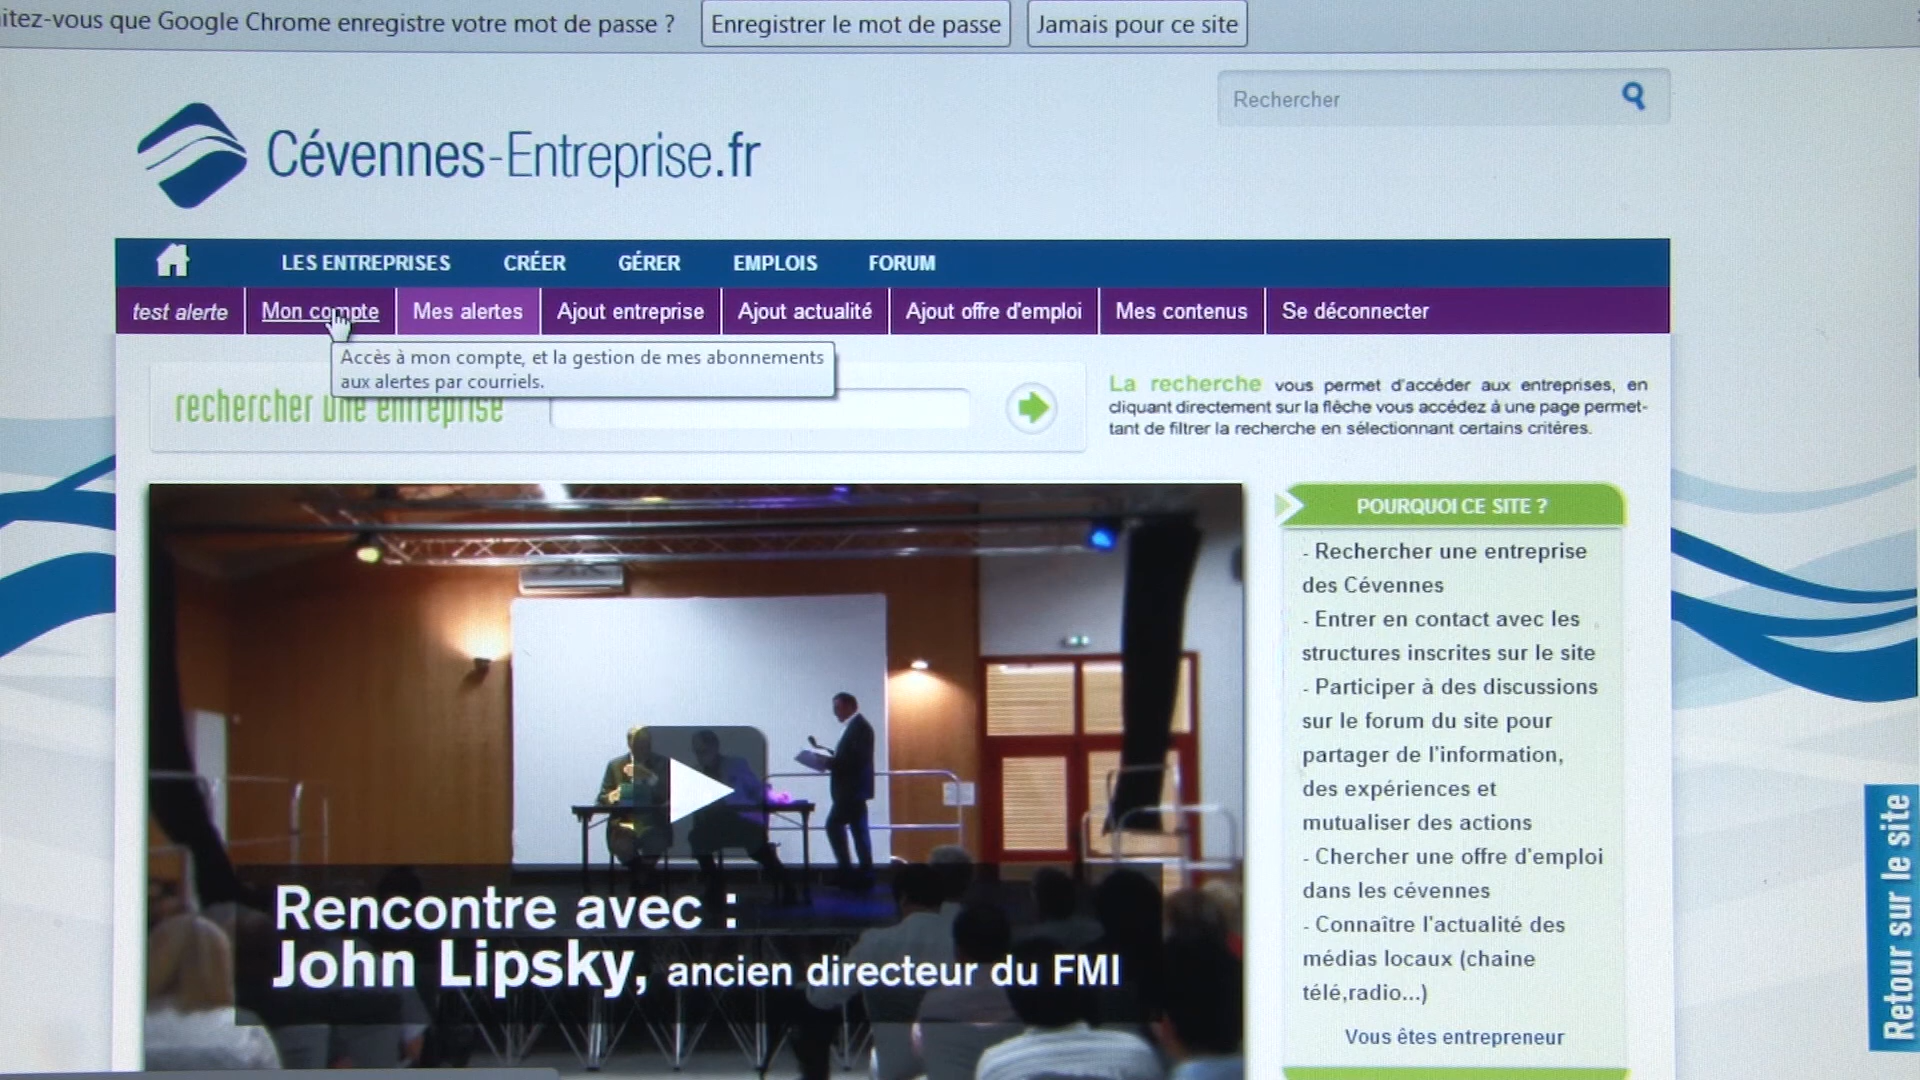 itez-vous que Google Chrome enregistre votre mot de passe ? Enregistrer le mot de passe Jamais pour ce site
Rechercher
Cévennes-Entreprise.fr
LES ENTREPRISES CRÉER GÉRER EMPLOIS FORUM
test alerte Mon compte Mes alertes Ajout entreprise Ajout actualité Ajout offre d'emploi Mes contenus Se déconnecter
Accès à mon compte, et la gestion de mes abonnements
aux alertes par courriels.
rechercher une entreprise
La recherche vous permet d'accéder aux entreprises, en
cliquant directement sur la flêche vous accédez à une page permet-
tant de filtrer la recherche en sélectionnant certains critères.
Rencontre avec :
John Lipsky, ancien directeur du FMI
POURQUOI CE SITE ?
- Rechercher une entreprise
des Cévennes
- Entrer en contact avec les
structures inscrites sur le site
- Participer à des discussions
sur le forum du site pour
partager de l'information,
des expériences et
mutualiser des actions
- Chercher une offre d'emploi
dans les cévennes
- Connaître l'actualité des
médias locaux (chaine
télé,radio...)
Vous êtes entrepreneur
Retour sur le site